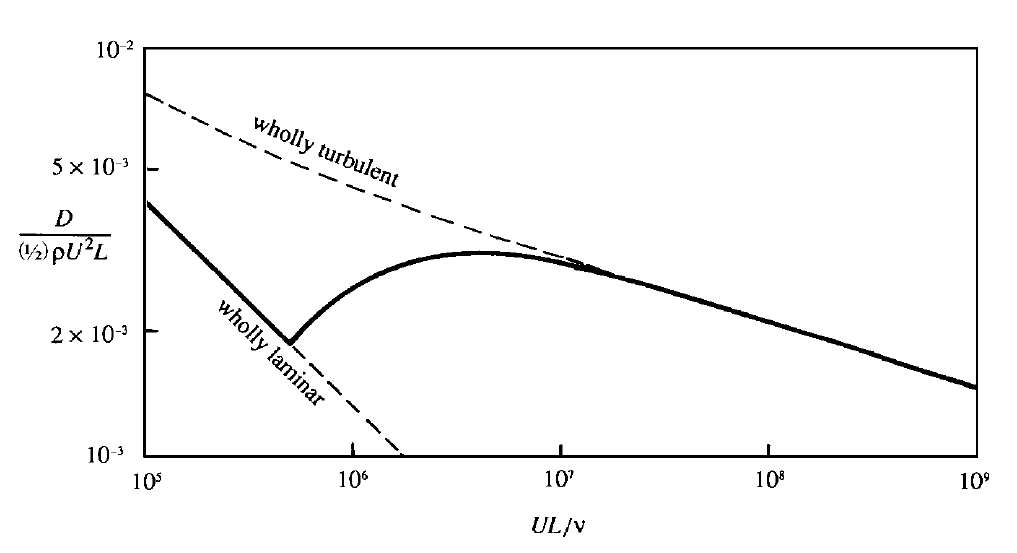 10⁻²
wholly turbulent
5 × 10⁻³
D
(½)ρU²L
2 × 10⁻³
wholly laminar
10⁻³
10⁵ 10⁶ 10⁷ 10⁸ 10⁹
UL/ν